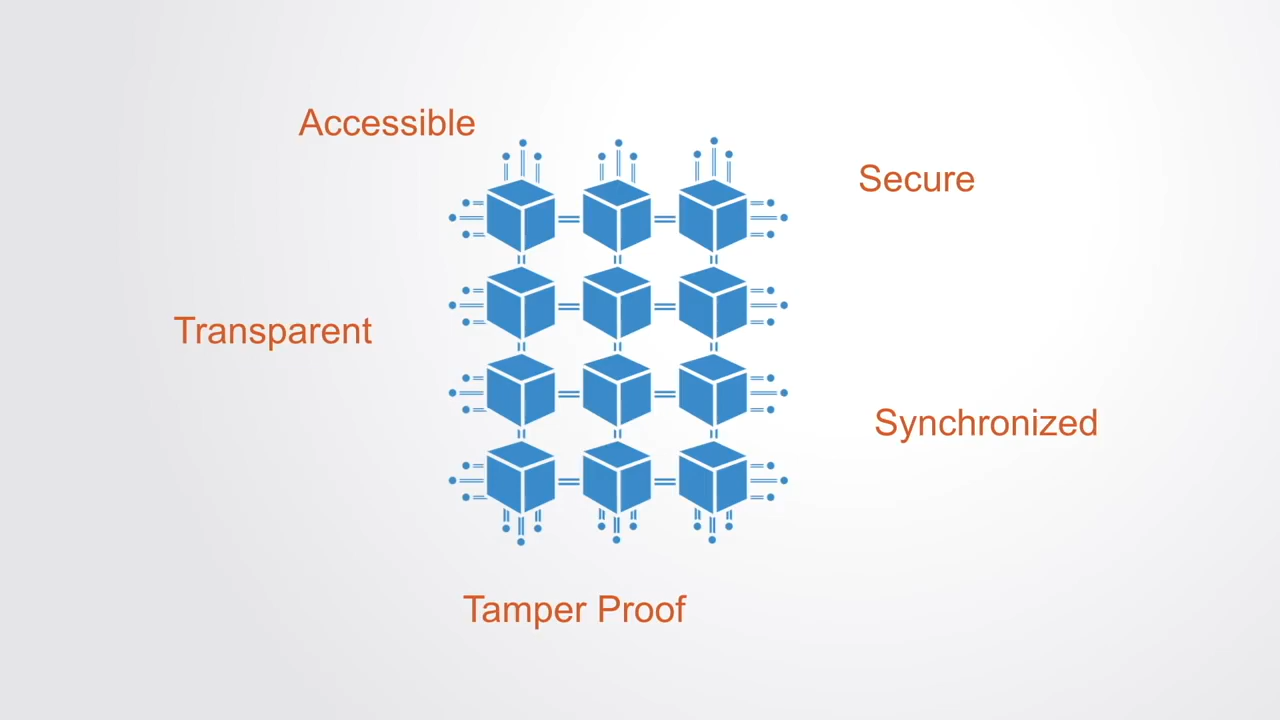 Accessible
Secure
Transparent
Synchronized
Tamper Proof